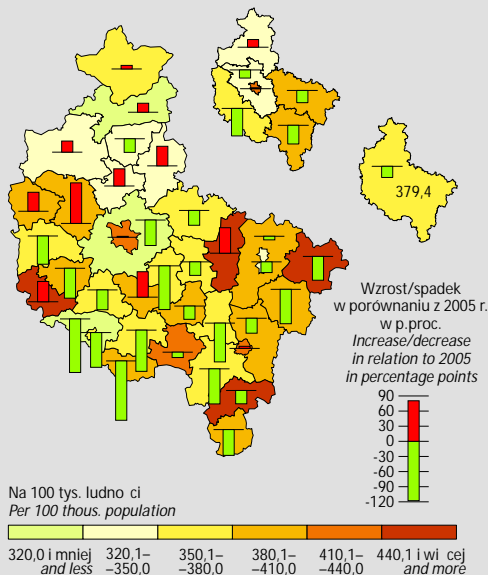 379,4
Wzrost/spadek
w porównaniu z 2005 r.
w p.proc.
Increase/decrease
in relation to 2005
in percentage points
90
60
30
0
-30
-60
-90
-120
Na 100 tys. ludno ci
Per 100 thous. population
320,0 i mniej
and less
320,1–
–350,0
350,1–
–380,0
380,1–
–410,0
410,1–
–440,0
440,1 i wi cej
and more